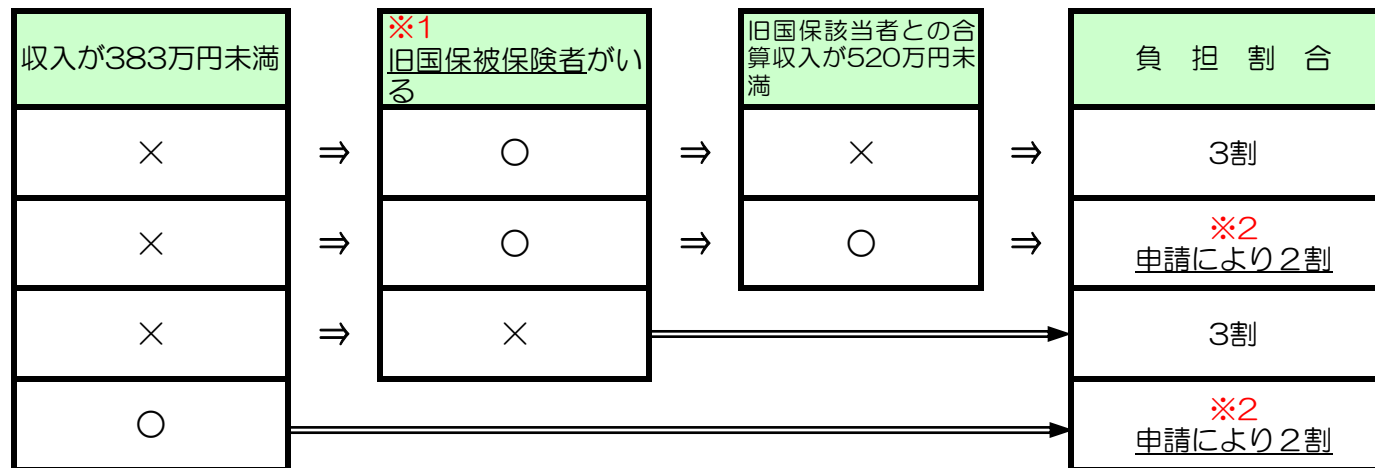 収入が383万円未満
※1
旧国保被保険者がい
る
旧国保該当者との合
算収入が520万円未
満
負 担 割 合
× ⇒ ○ ⇒ × ⇒ 3割
× ⇒ ○ ⇒ ○ ⇒ ※2
申請により2割
× ⇒ × 3割
○ ※2
申請により2割